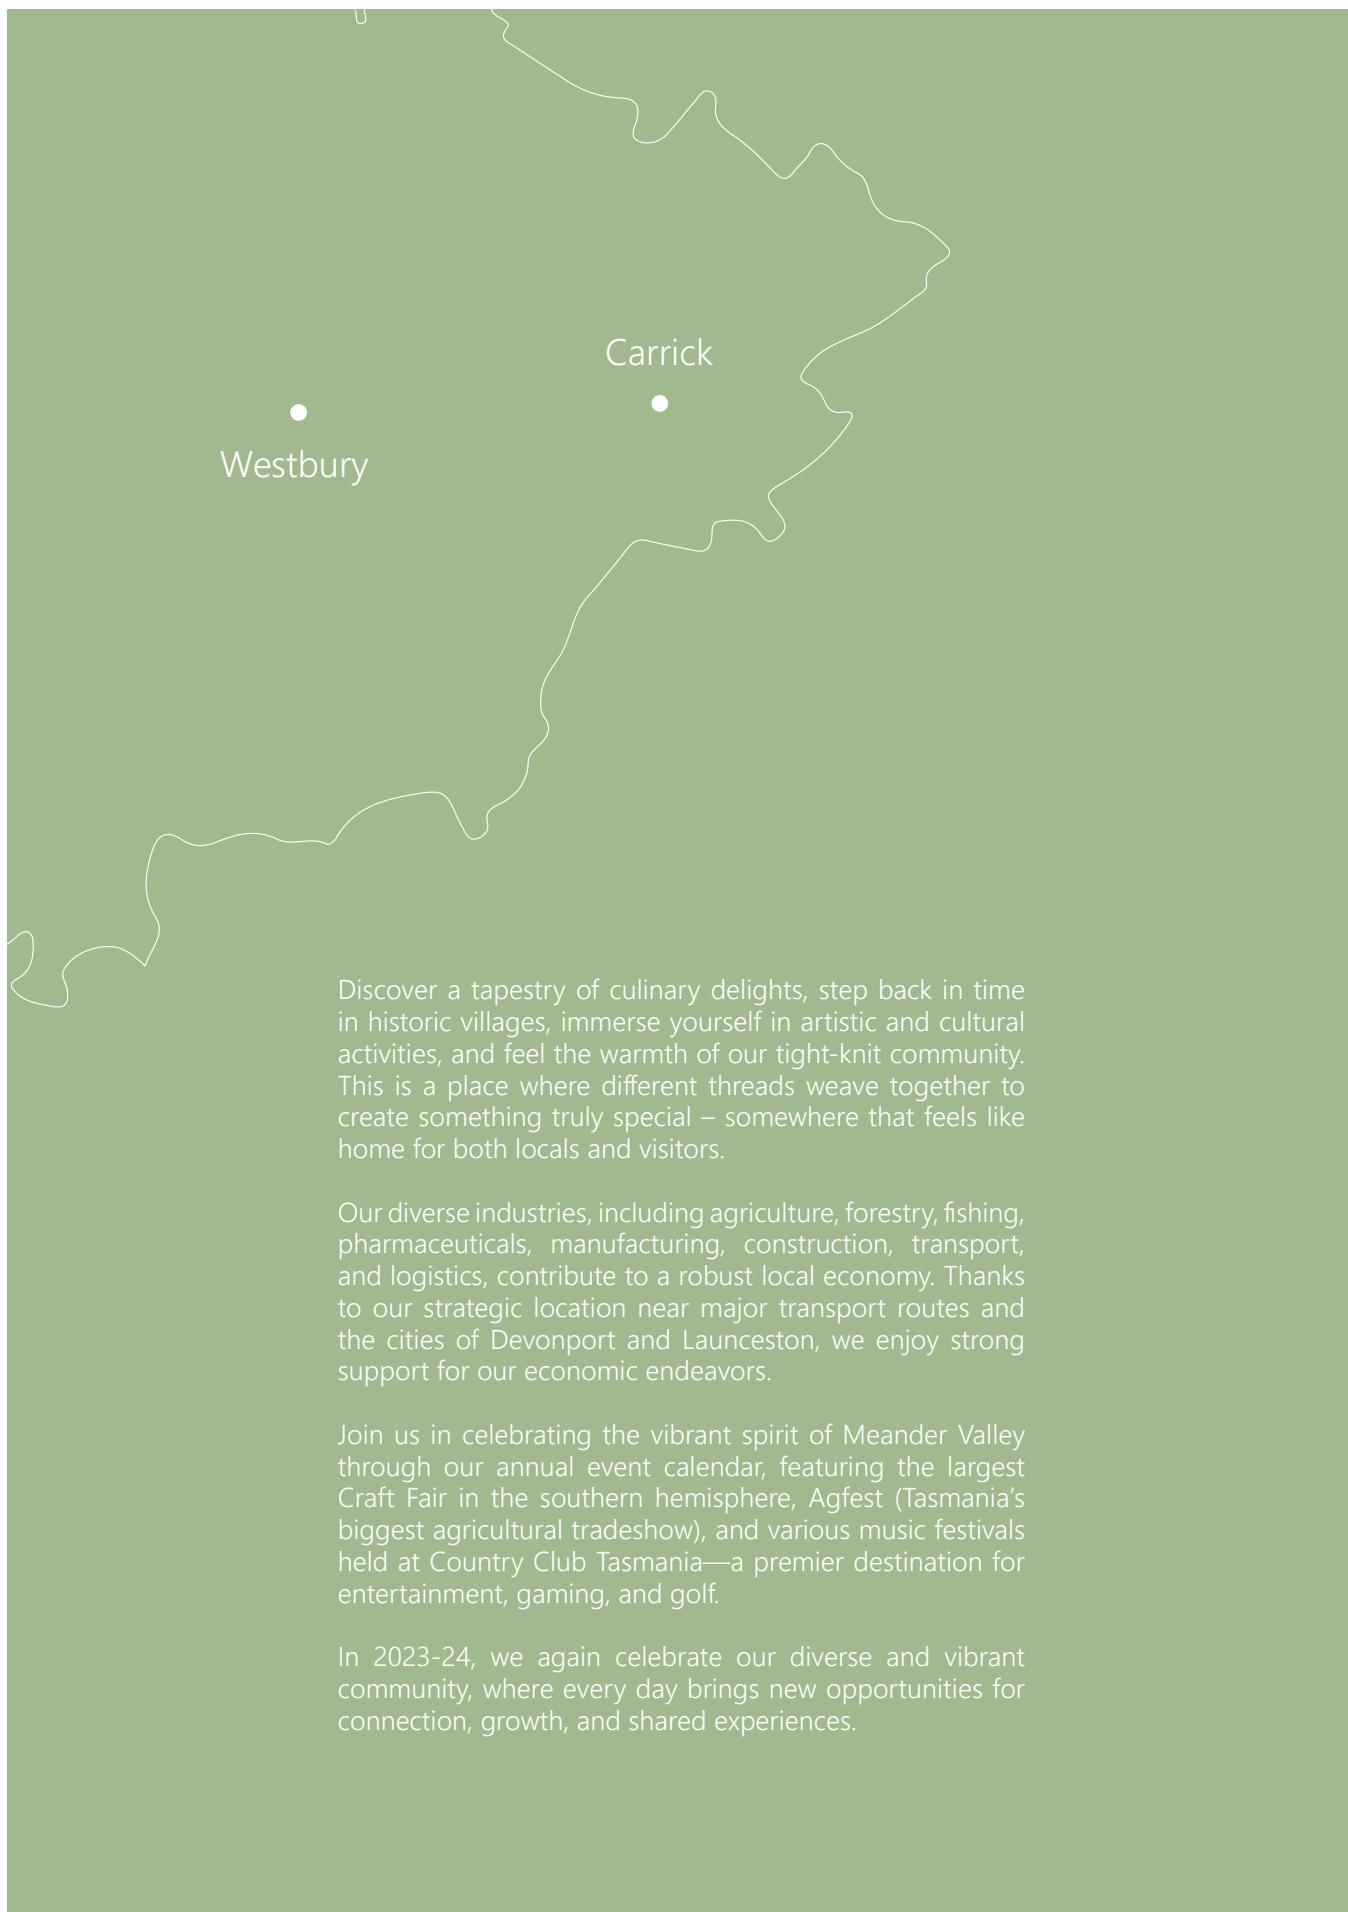 Carrick
Westbury
Discover a tapestry of culinary delights, step back in time
in historic villages, immerse yourself in artistic and cultural
activities, and feel the warmth of our tight-knit community.
This is a place where different threads weave together to
create something truly special – somewhere that feels like
home for both locals and visitors.
Our diverse industries, including agriculture, forestry, fishing,
pharmaceuticals, manufacturing, construction, transport,
and logistics, contribute to a robust local economy. Thanks
to our strategic location near major transport routes and
the cities of Devonport and Launceston, we enjoy strong
support for our economic endeavors.
Join us in celebrating the vibrant spirit of Meander Valley
through our annual event calendar, featuring the largest
Craft Fair in the southern hemisphere, Agfest (Tasmania’s
biggest agricultural tradeshow), and various music festivals
held at Country Club Tasmania—a premier destination for
entertainment, gaming, and golf.
In 2023-24, we again celebrate our diverse and vibrant
community, where every day brings new opportunities for
connection, growth, and shared experiences.